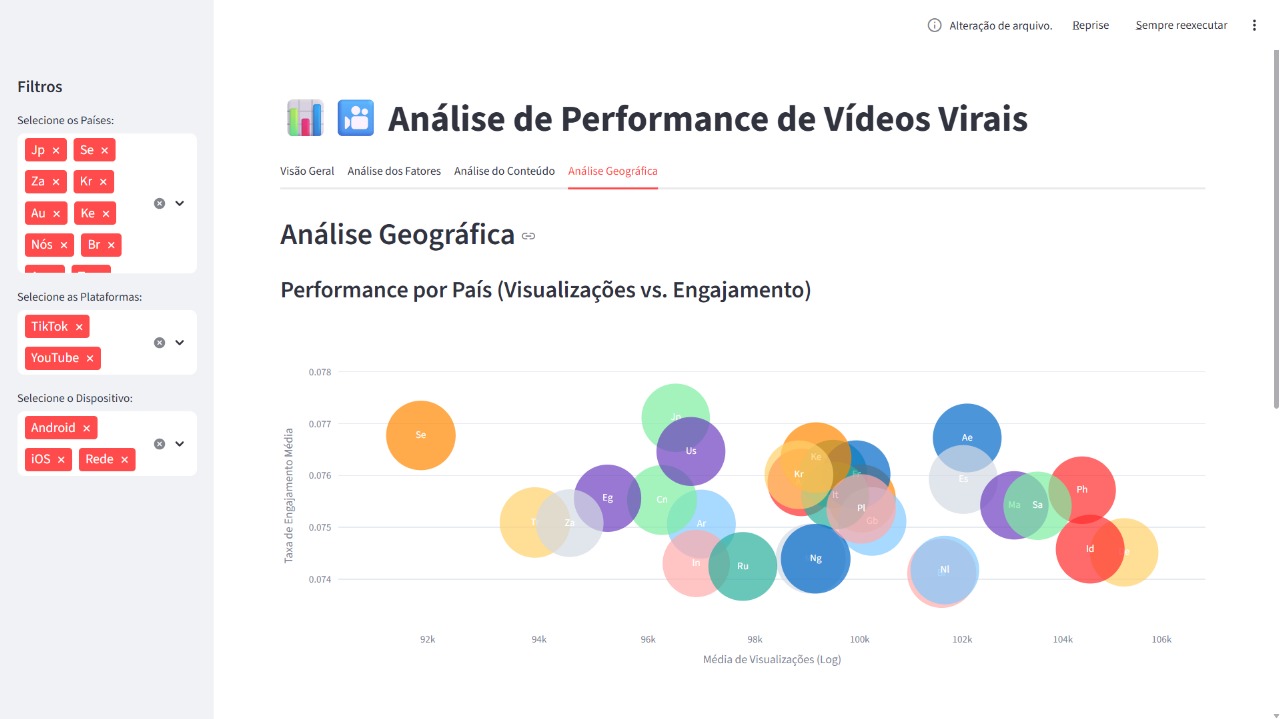 Alteração de arquivo.
Reprise
Sempre reexecutar
Filtros
Selecione os Países:
Jp ×
Se ×
Za ×
Kr ×
Au ×
Ke ×
Nós ×
Br ×
Selecione as Plataformas:
TikTok ×
YouTube ×
Selecione o Dispositivo:
Android ×
iOS ×
Rede ×
Análise de Performance de Vídeos Virais
Visão Geral
Análise dos Fatores
Análise do Conteúdo
Análise Geográfica
Análise Geográfica
Performance por País (Visualizações vs. Engajamento)
Taxa de Engajamento Média
0.078
0.077
0.076
0.075
0.074
Se
Jp
Us
Ae
Ke
Kr
Es
Eg
Cn
It
Ph
Pl
Ma
Sa
Za
Ar
Gb
In
Ru
Ng
Id
Nl
92k
94k
96k
98k
100k
102k
104k
106k
Média de Visualizações (Log)